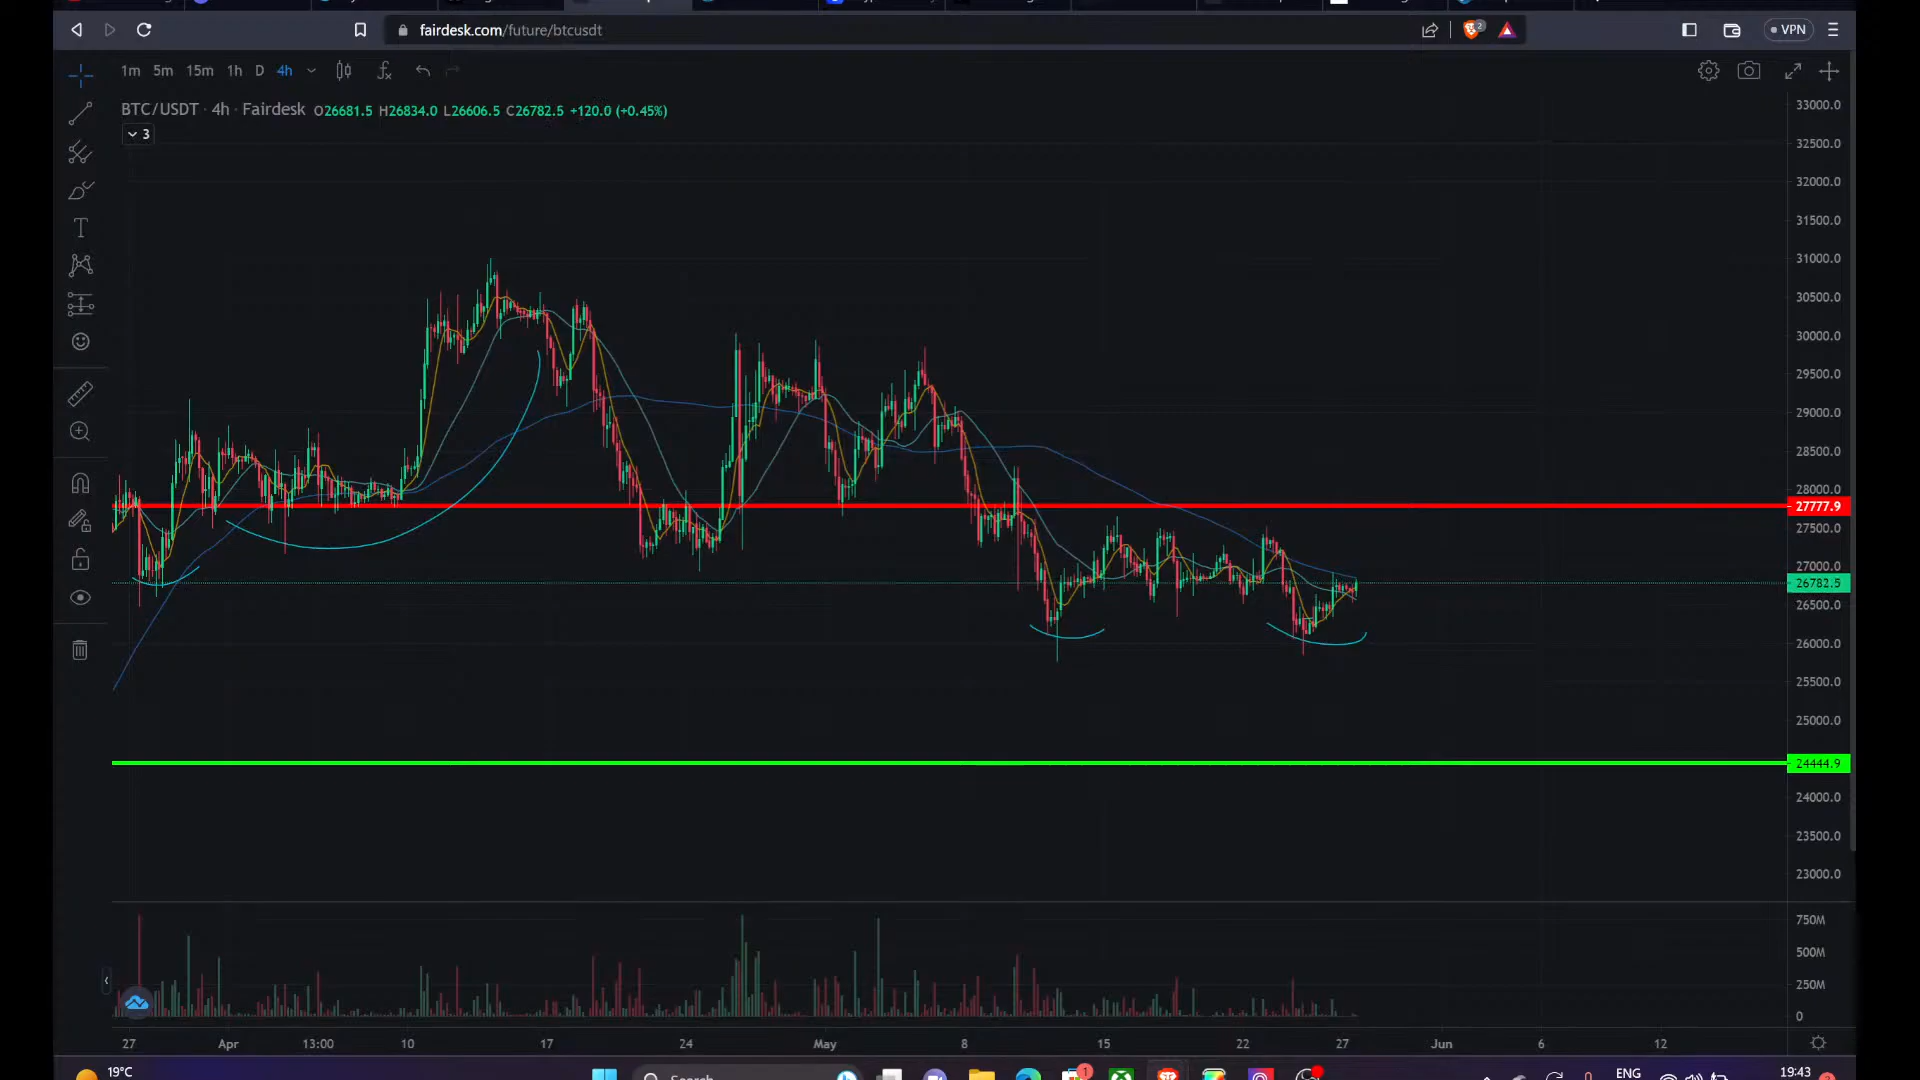 fairdesk.com/future/btcusdt
2
VPN
1m 5m 15m 1h D 4h
BTC/USDT · 4h · Fairdesk O26681.5 H26834.0 L26606.5 C26782.5 +120.0 (+0.45%)
3
T
33000.0
32500.0
32000.0
31500.0
31000.0
30500.0
30000.0
29500.0
29000.0
28500.0
28000.0
27777.9
27500.0
27000.0
26782.5
26500.0
26000.0
25500.0
25000.0
24444.9
24000.0
23500.0
23000.0
750M
500M
250M
0
27 Apr 13:00 10 17 24 May 8 15 22 27 Jun 6 12
19°C
Search
1
ENG
19:43